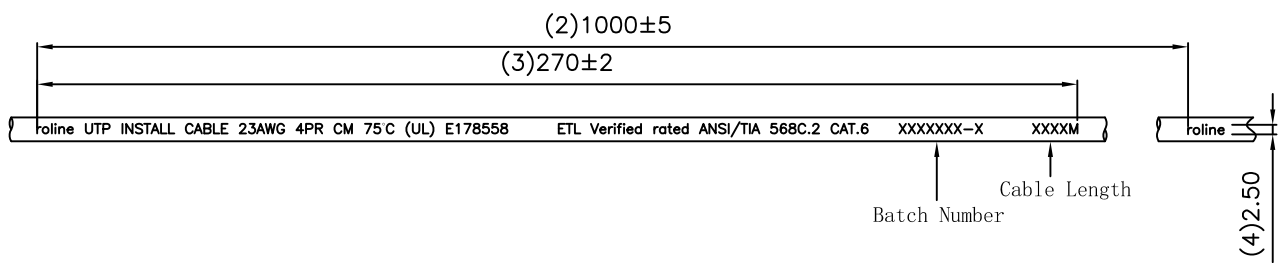 (2)1000±5
(3)270±2
roline UTP INSTALL CABLE 23AWG 4PR CM 75°C (UL) E178558 ETL Verified rated ANSI/TIA 568C.2 CAT.6 XXXXXXX-X XXXXM roline
Cable Length
Batch Number
(4)2.50